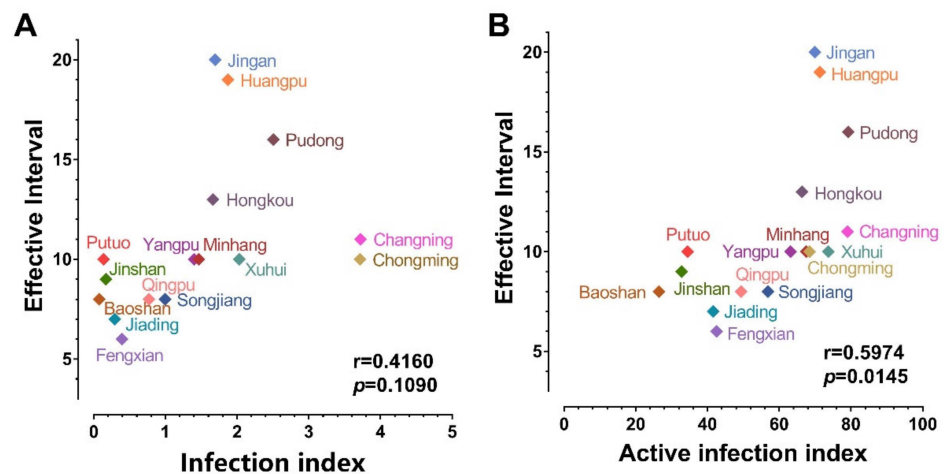 A
Effective Interval
20
15
10
5
Jingan
Huangpu
Pudong
Hongkou
Putuo
Yangpu
Minhang
Changning
Chongming
Xuhui
Jinshan
Qingpu
Baoshan
Songjiang
Jiading
Fengxian
r=0.4160
p=0.1090
0 1 2 3 4 5
Infection index
B
Effective Interval
20
15
10
5
Jingan
Huangpu
Pudong
Hongkou
Putuo
Minhang
Changning
Yangpu
Xuhui
Chongming
Jinshan
Qingpu
Baoshan
Songjiang
Jiading
Fengxian
r=0.5974
p=0.0145
0 20 40 60 80 100
Active infection index